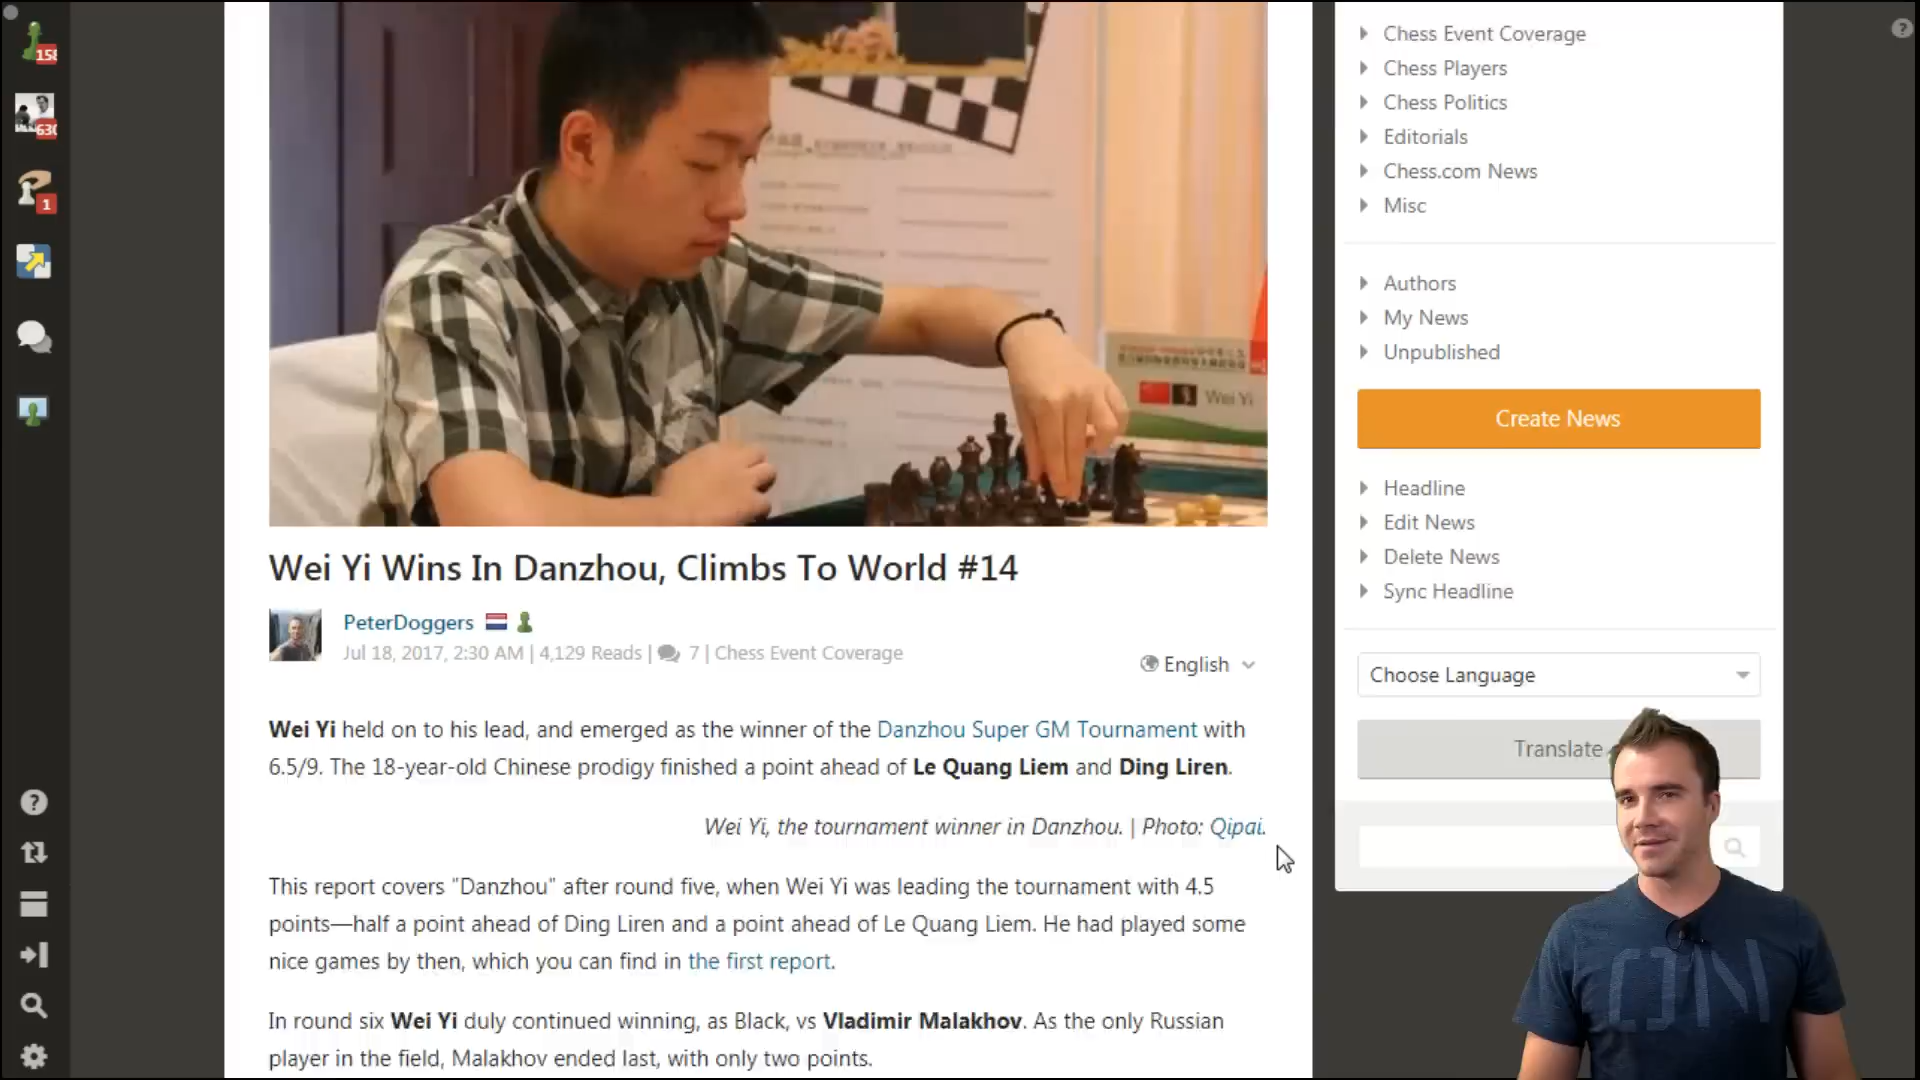 158
630
1
Wei Yi
Wei Yi Wins In Danzhou, Climbs To World #14
PeterDoggers
Jul 18, 2017, 2:30 AM | 4,129 Reads | 7 | Chess Event Coverage
English
Wei Yi held on to his lead, and emerged as the winner of the Danzhou Super GM Tournament with
6.5/9. The 18-year-old Chinese prodigy finished a point ahead of Le Quang Liem and Ding Liren.
Wei Yi, the tournament winner in Danzhou. | Photo: Qipai.
This report covers "Danzhou" after round five, when Wei Yi was leading the tournament with 4.5
points—half a point ahead of Ding Liren and a point ahead of Le Quang Liem. He had played some
nice games by then, which you can find in the first report.
In round six Wei Yi duly continued winning, as Black, vs Vladimir Malakhov. As the only Russian
player in the field, Malakhov ended last, with only two points.
Chess Event Coverage
Chess Players
Chess Politics
Editorials
Chess.com News
Misc
Authors
My News
Unpublished
Create News
Headline
Edit News
Delete News
Sync Headline
Choose Language
Translate
?
?